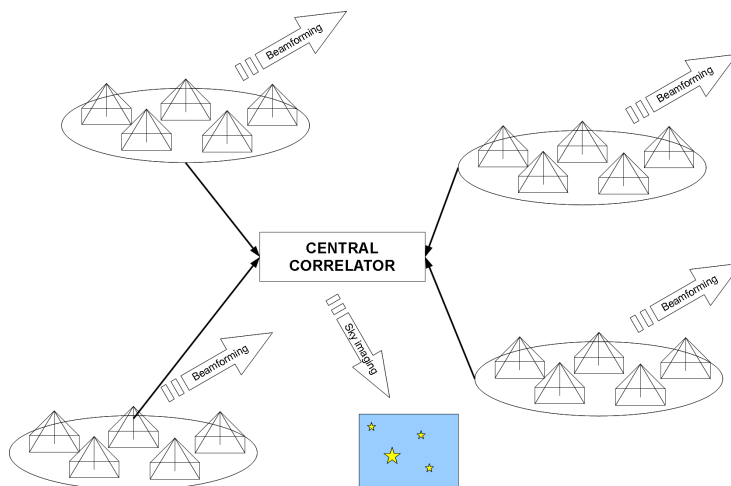 Beamforming
Beamforming
CENTRAL
CORRELATOR
Beamforming
Sky imaging
Beamforming